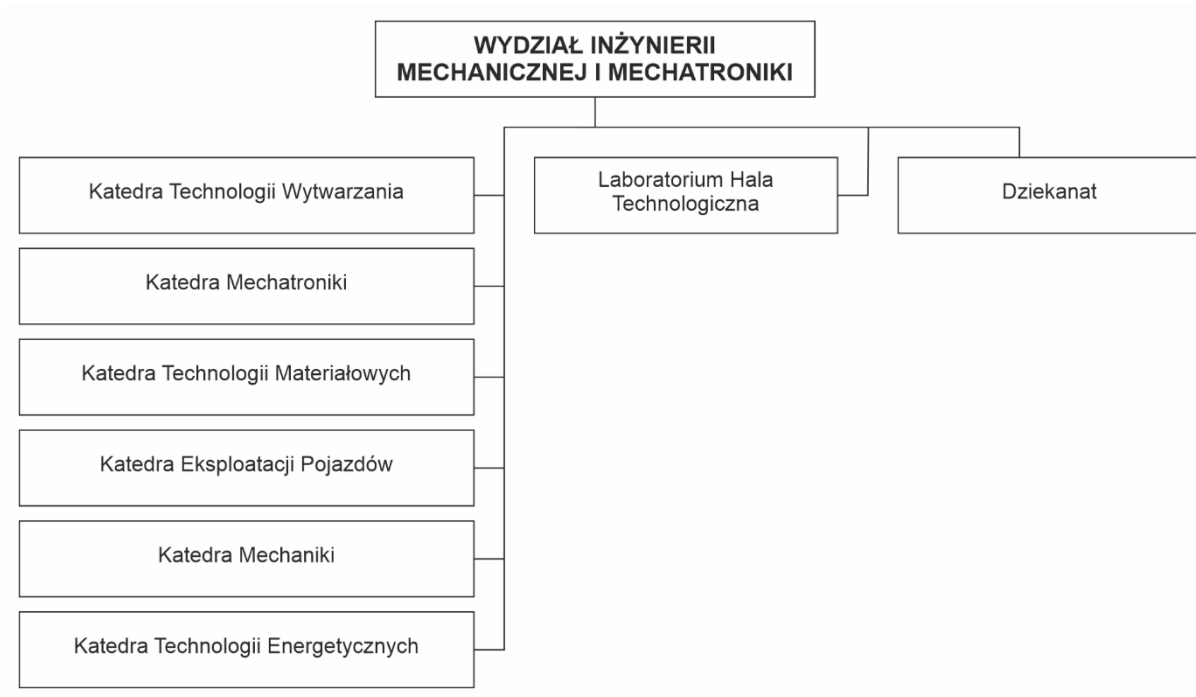 WYDZIAŁ INŻYNIERII
MECHANICZNEJ I MECHATRONIKI
Katedra Technologii Wytwarzania
Laboratorium Hala
Technologiczna
Dziekanat
Katedra Mechatroniki
Katedra Technologii Materiałowych
Katedra Eksploatacji Pojazdów
Katedra Mechaniki
Katedra Technologii Energetycznych